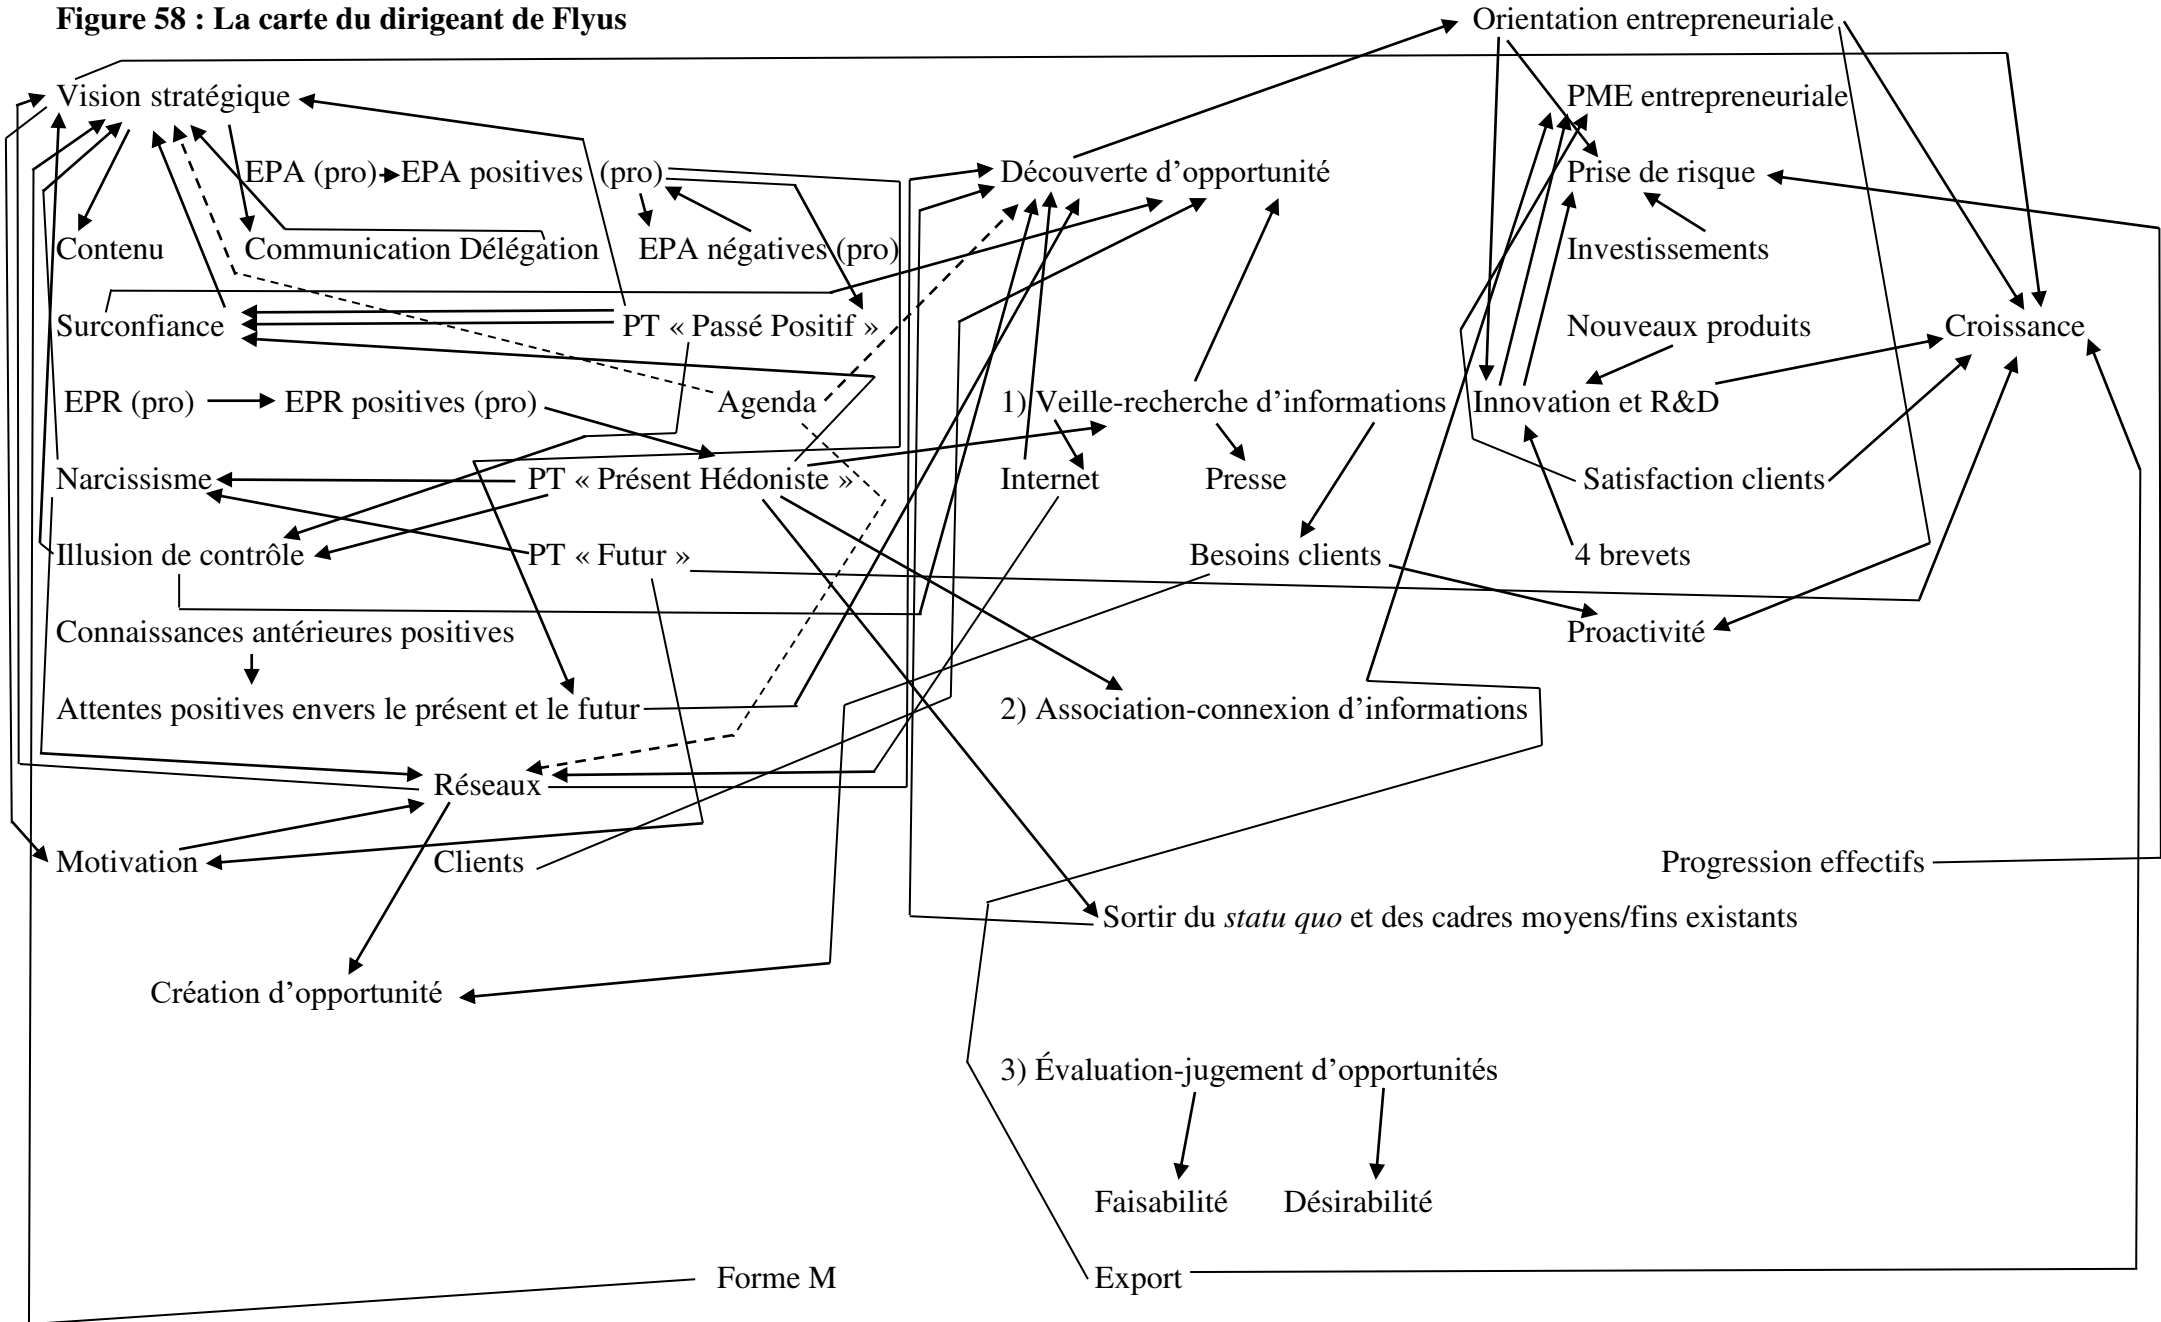 Figure 58 : La carte du dirigeant de Flyus
Orientation entrepreneuriale
Vision stratégique
PME entrepreneuriale
EPA (pro)
EPA positives (pro)
Découverte d’opportunité
Prise de risque
Contenu
Communication Délégation
EPA négatives (pro)
Investissements
Surconfiance
PT « Passé Positif »
Nouveaux produits
Croissance
EPR (pro)
EPR positives (pro)
Agenda
1) Veille-recherche d’informations
Innovation et R&D
Narcissisme
PT « Présent Hédoniste »
Internet
Presse
Satisfaction clients
Illusion de contrôle
PT « Futur »
Besoins clients
4 brevets
Connaissances antérieures positives
Proactivité
Attentes positives envers le présent et le futur
2) Association-connexion d’informations
Réseaux
Motivation
Clients
Progression effectifs
Sortir du statu quo et des cadres moyens/fins existants
Création d’opportunité
3) Évaluation-jugement d’opportunités
Faisabilité
Désirabilité
Forme M
Export